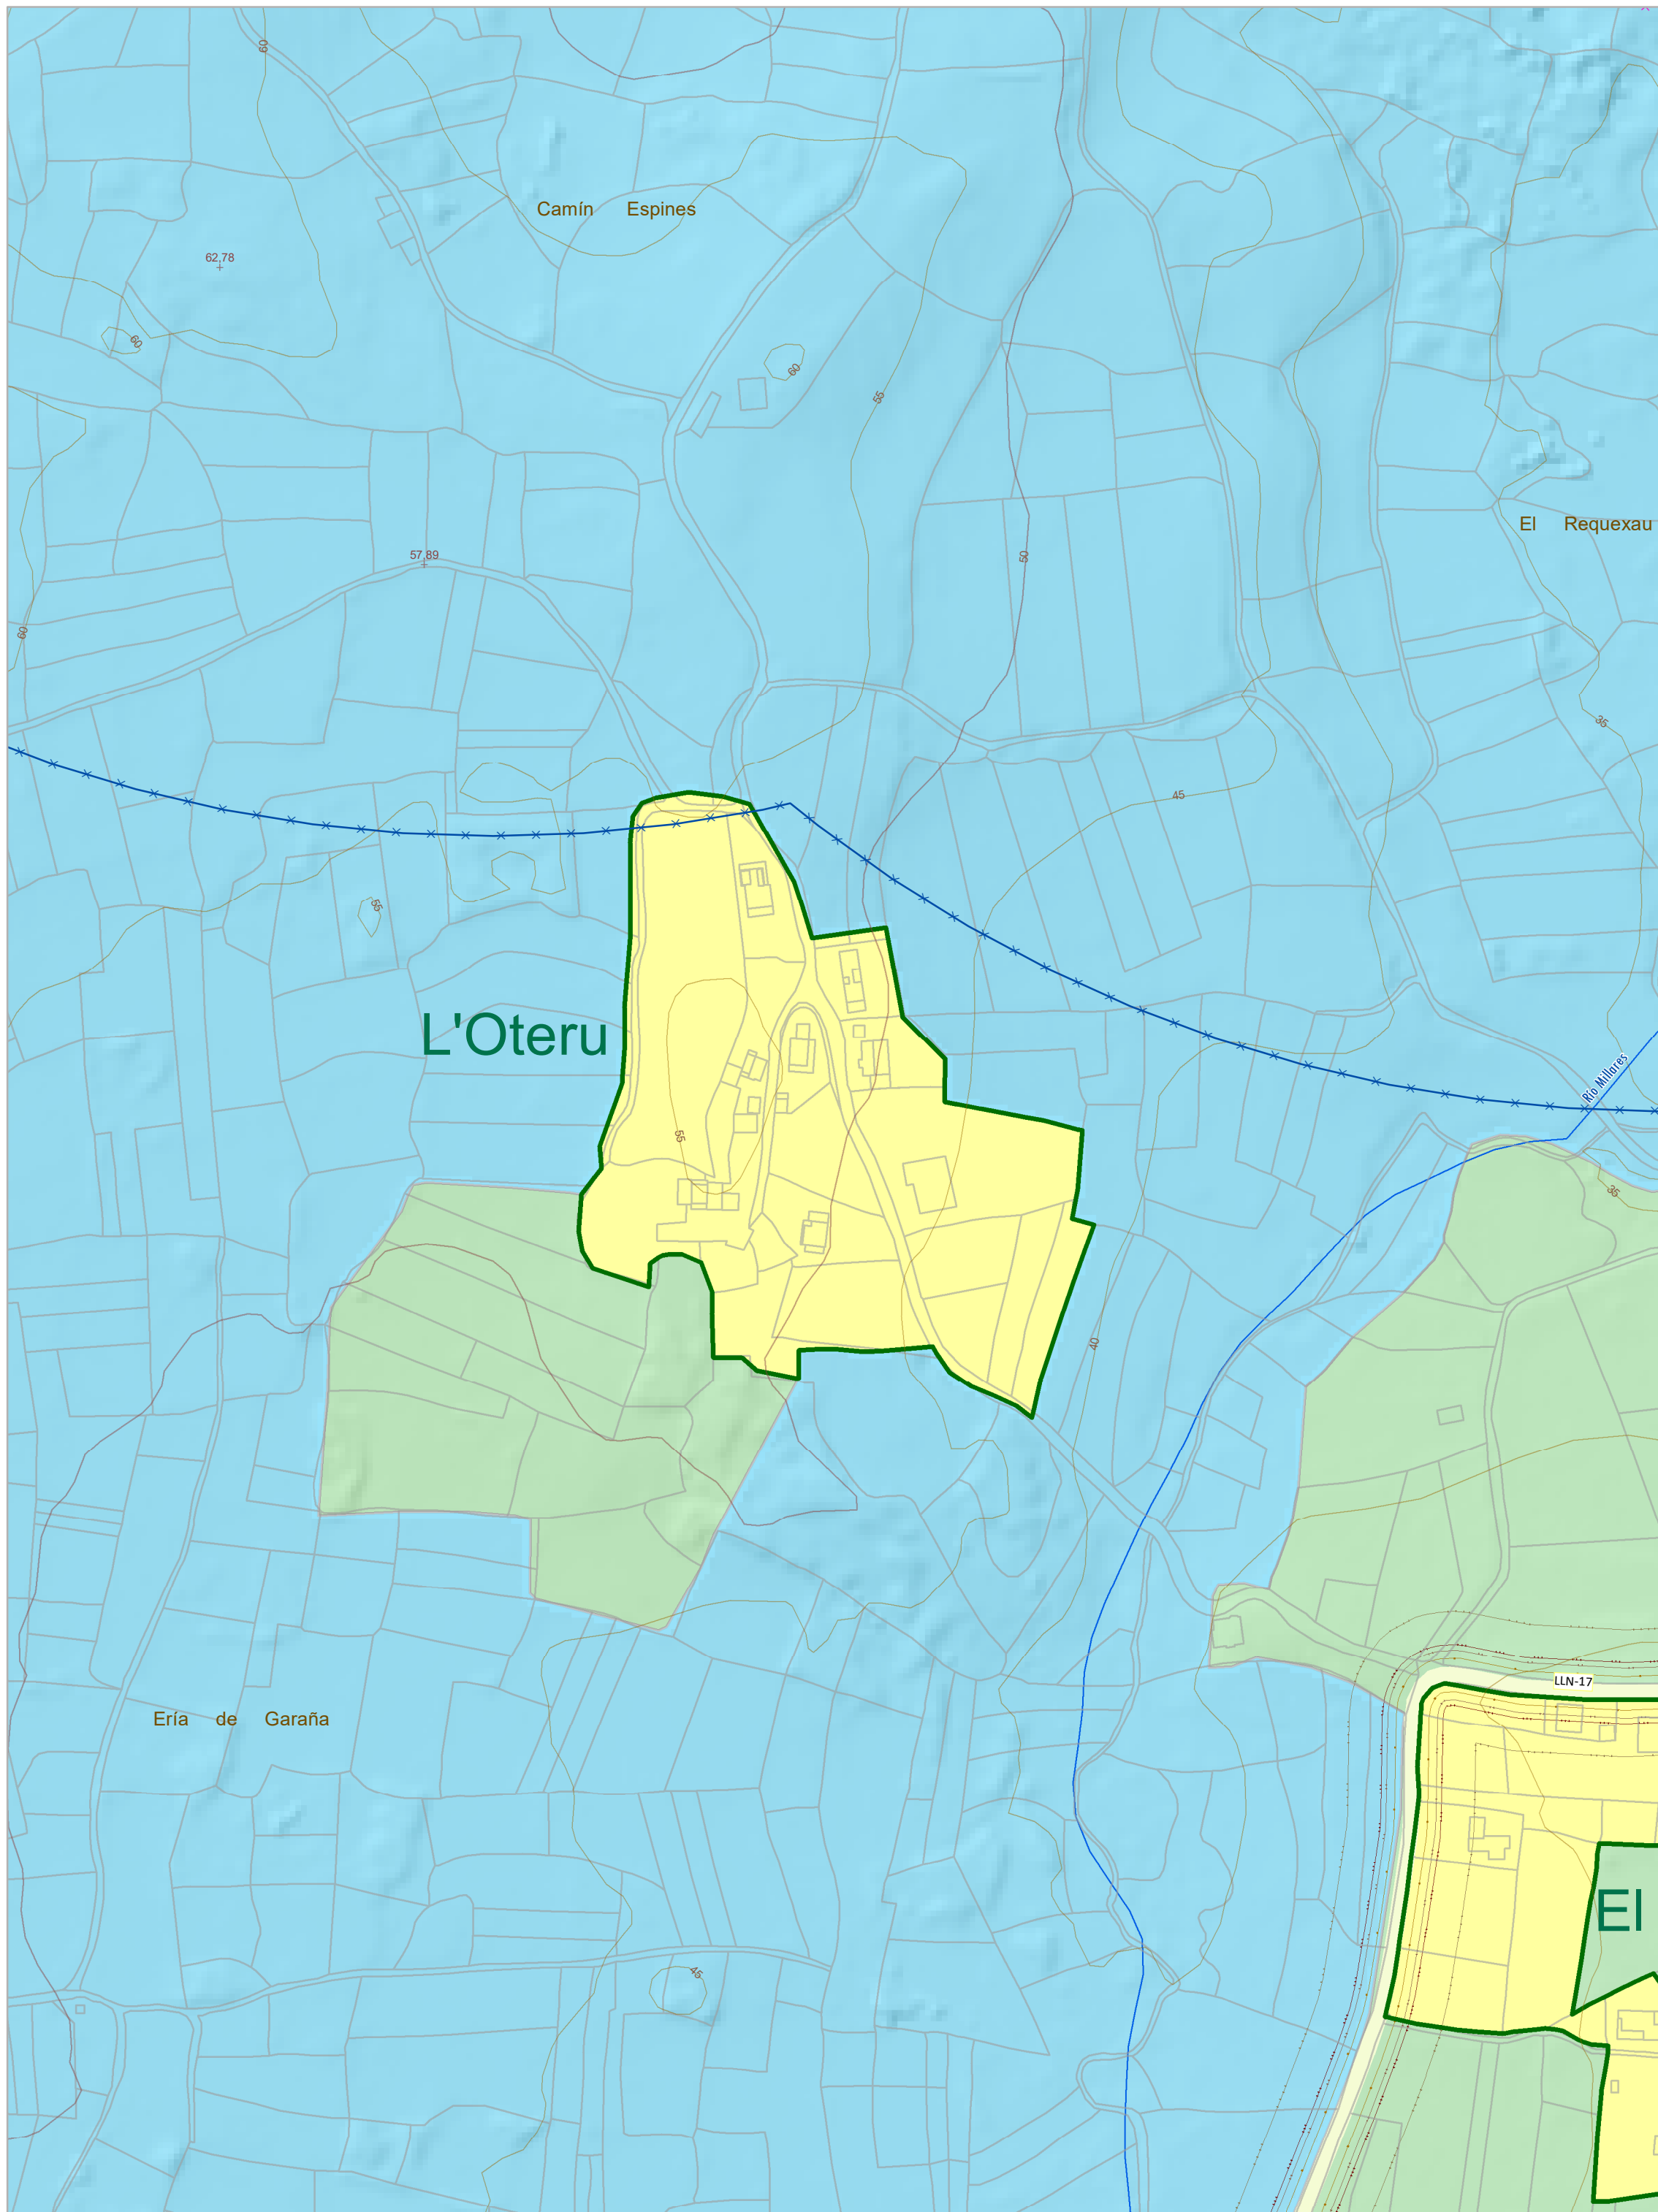 60
Camín Espines
62,78
60
60
55
El Requexau
57,89
50
60
35
45
55
L'Oteru
Río Millares
55
35
40
LLN-17
Ería de Garaña
El
45